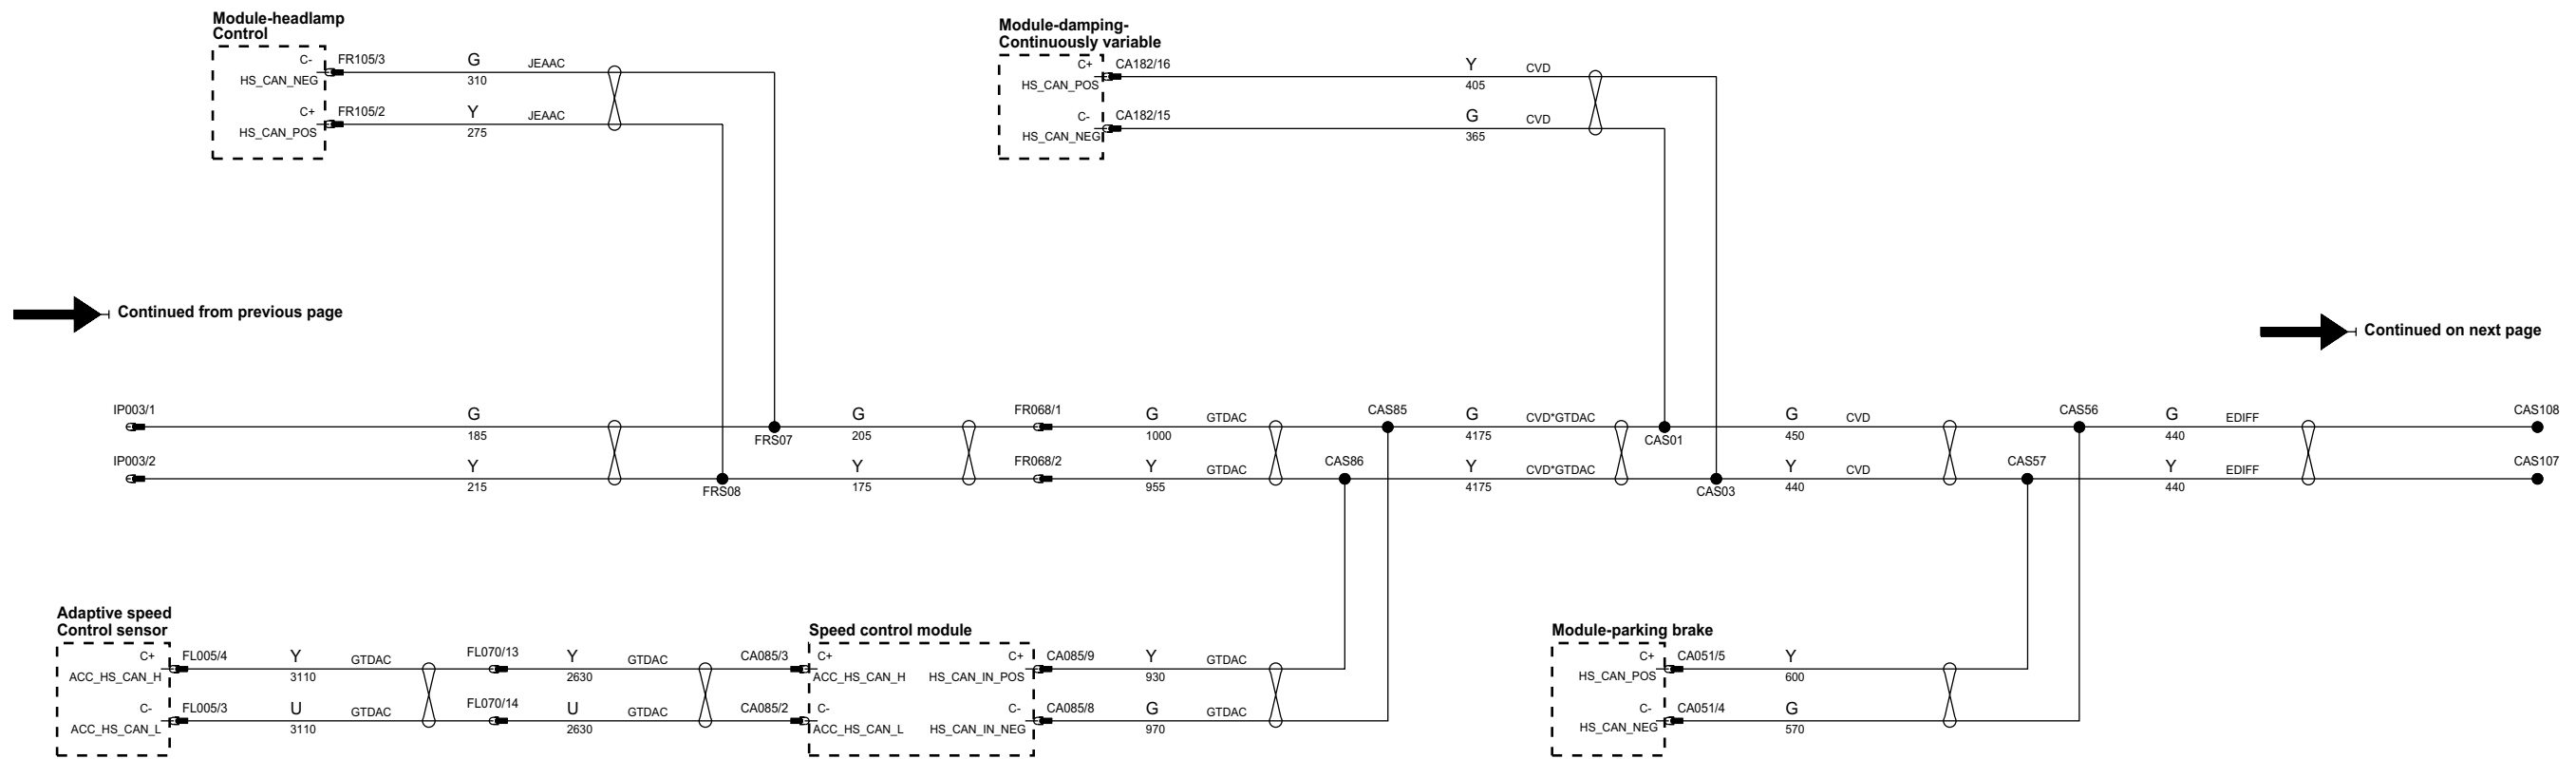 Module-headlamp
Control
C-
HS_CAN_NEG
FR105/3
G
310
JEAAC
C+
HS_CAN_POS
FR105/2
Y
275
JEAAC
Module-damping-
Continuously variable
C+
HS_CAN_POS
CA182/16
Y
405
CVD
C-
HS_CAN_NEG
CA182/15
G
365
CVD
Continued from previous page
Continued on next page
IP003/1
G
185
FRS07
G
205
FR068/1
G
1000
GTDAC
CAS85
G
4175
CVD*GTDAC
CAS01
G
450
CVD
CAS56
G
440
EDIFF
CAS108
IP003/2
Y
215
FRS08
Y
175
FR068/2
Y
955
GTDAC
CAS86
Y
4175
CVD*GTDAC
CAS03
Y
440
CVD
CAS57
Y
440
EDIFF
CAS107
Adaptive speed
Control sensor
C+
ACC_HS_CAN_H
FL005/4
Y
3110
GTDAC
FL070/13
Y
2630
GTDAC
CA085/3
C-
ACC_HS_CAN_L
FL005/3
U
3110
GTDAC
FL070/14
U
2630
GTDAC
CA085/2
Speed control module
C+
ACC_HS_CAN_H
C+
HS_CAN_IN_POS
CA085/9
Y
930
GTDAC
C-
ACC_HS_CAN_L
C-
HS_CAN_IN_NEG
CA085/8
G
970
GTDAC
Module-parking brake
C+
HS_CAN_POS
CA051/5
Y
600
C-
HS_CAN_NEG
CA051/4
G
570